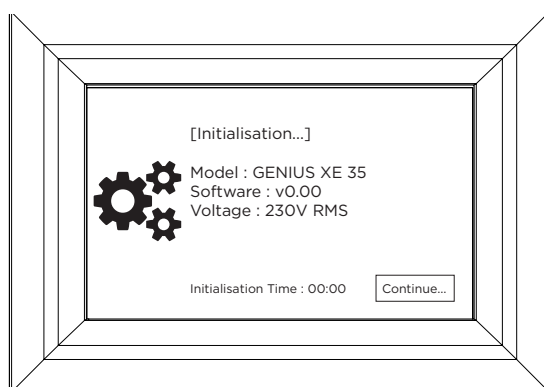 [Initialisation...]
Model : GENIUS XE 35
Software : v0.00
Voltage : 230V RMS
Initialisation Time : 00:00
Continue...